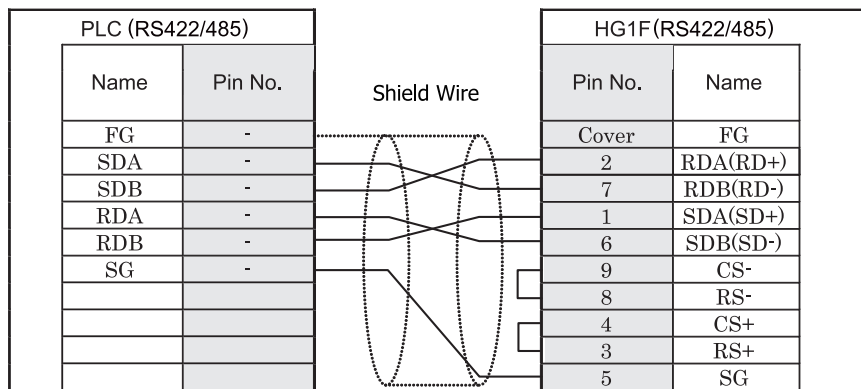 PLC (RS422/485)
HG1F(RS422/485)
Name Pin No. Shield Wire Pin No. Name
FG - Cover FG
SDA - 2 RDA(RD+)
SDB - 7 RDB(RD-)
RDA - 1 SDA(SD+)
RDB - 6 SDB(SD-)
SG - 9 CS-
8 RS-
4 CS+
3 RS+
5 SG